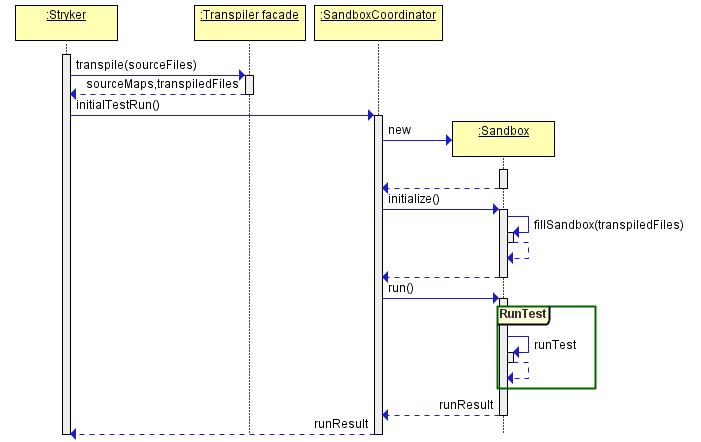 :Stryker
:Transpiler facade
:SandboxCoordinator
transpile(sourceFiles)
sourceMaps,transpiledFiles
initialTestRun()
new
:Sandbox
initialize()
fillSandbox(transpiledFiles)
run()
RunTest
runTest
runResult
runResult